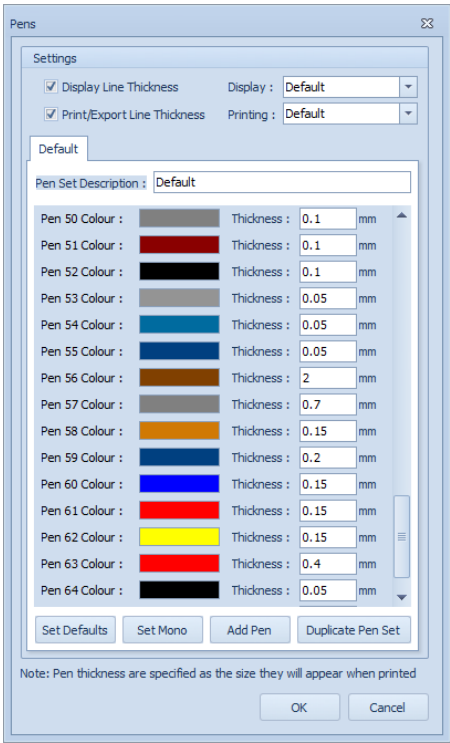 Pens
Settings
Display Line Thickness Display : Default
Print/Export Line Thickness Printing : Default
Default
Pen Set Description : Default
Pen 50 Colour : Thickness : 0.1 mm
Pen 51 Colour : Thickness : 0.1 mm
Pen 52 Colour : Thickness : 0.1 mm
Pen 53 Colour : Thickness : 0.05 mm
Pen 54 Colour : Thickness : 0.05 mm
Pen 55 Colour : Thickness : 0.05 mm
Pen 56 Colour : Thickness : 2 mm
Pen 57 Colour : Thickness : 0.7 mm
Pen 58 Colour : Thickness : 0.15 mm
Pen 59 Colour : Thickness : 0.2 mm
Pen 60 Colour : Thickness : 0.15 mm
Pen 61 Colour : Thickness : 0.15 mm
Pen 62 Colour : Thickness : 0.15 mm
Pen 63 Colour : Thickness : 0.4 mm
Pen 64 Colour : Thickness : 0.05 mm
Set Defaults Set Mono Add Pen Duplicate Pen Set
Note: Pen thickness are specified as the size they will appear when printed
OK Cancel